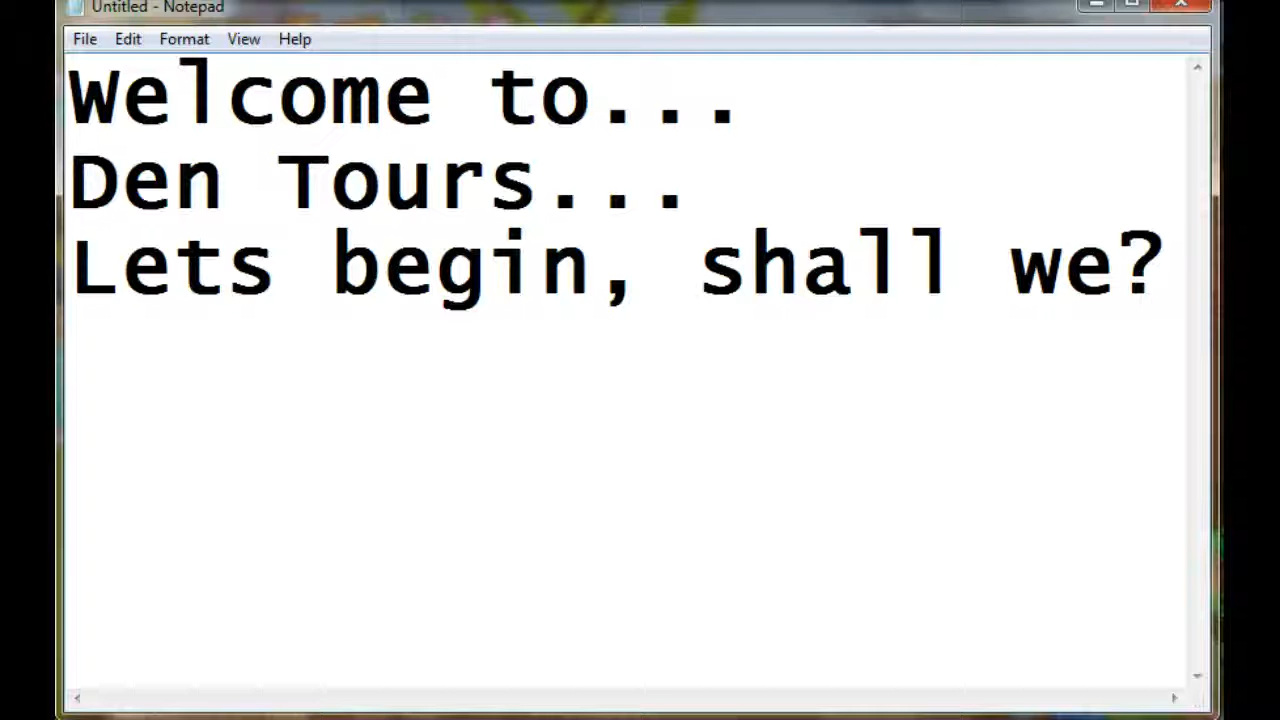 Untitled - Notepad
File Edit Format View Help
Welcome to...
Den Tours...
Lets begin, shall we?